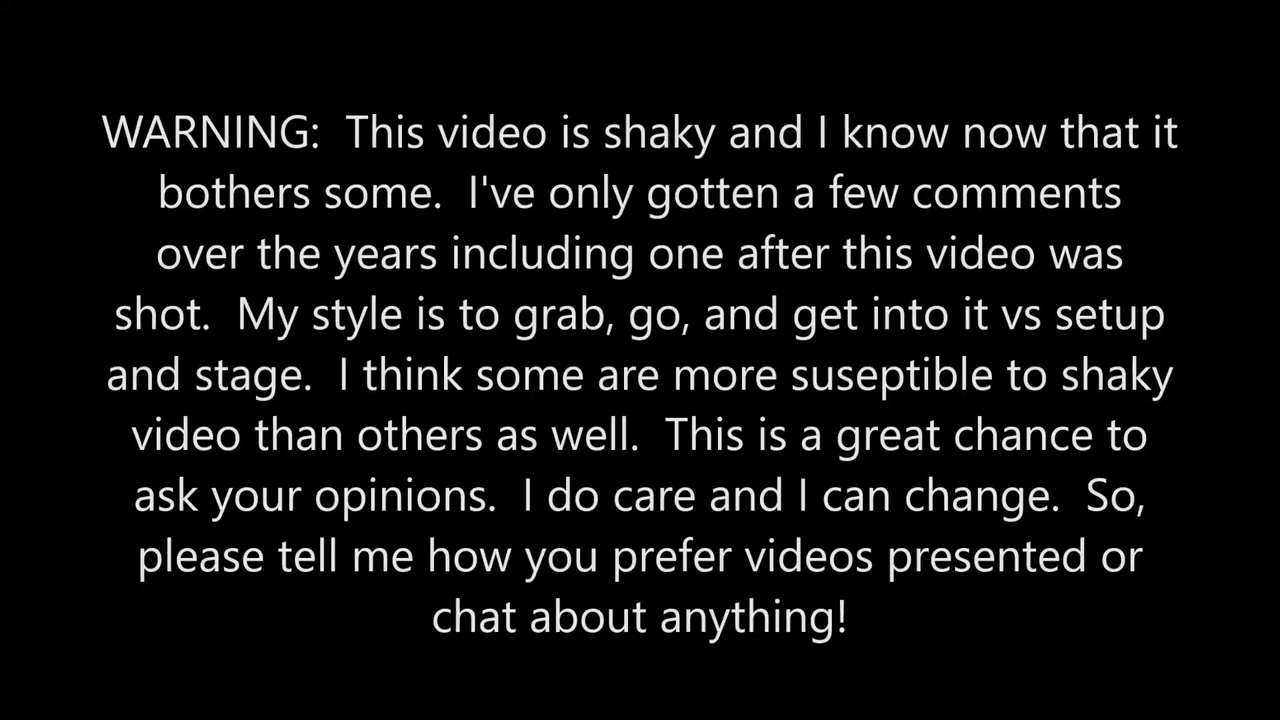 WARNING:  This video is shaky and I know now that it
bothers some.  I've only gotten a few comments
over the years including one after this video was
shot.  My style is to grab, go, and get into it vs setup
and stage.  I think some are more suseptible to shaky
video than others as well.  This is a great chance to
ask your opinions.  I do care and I can change.  So,
please tell me how you prefer videos presented or
chat about anything!